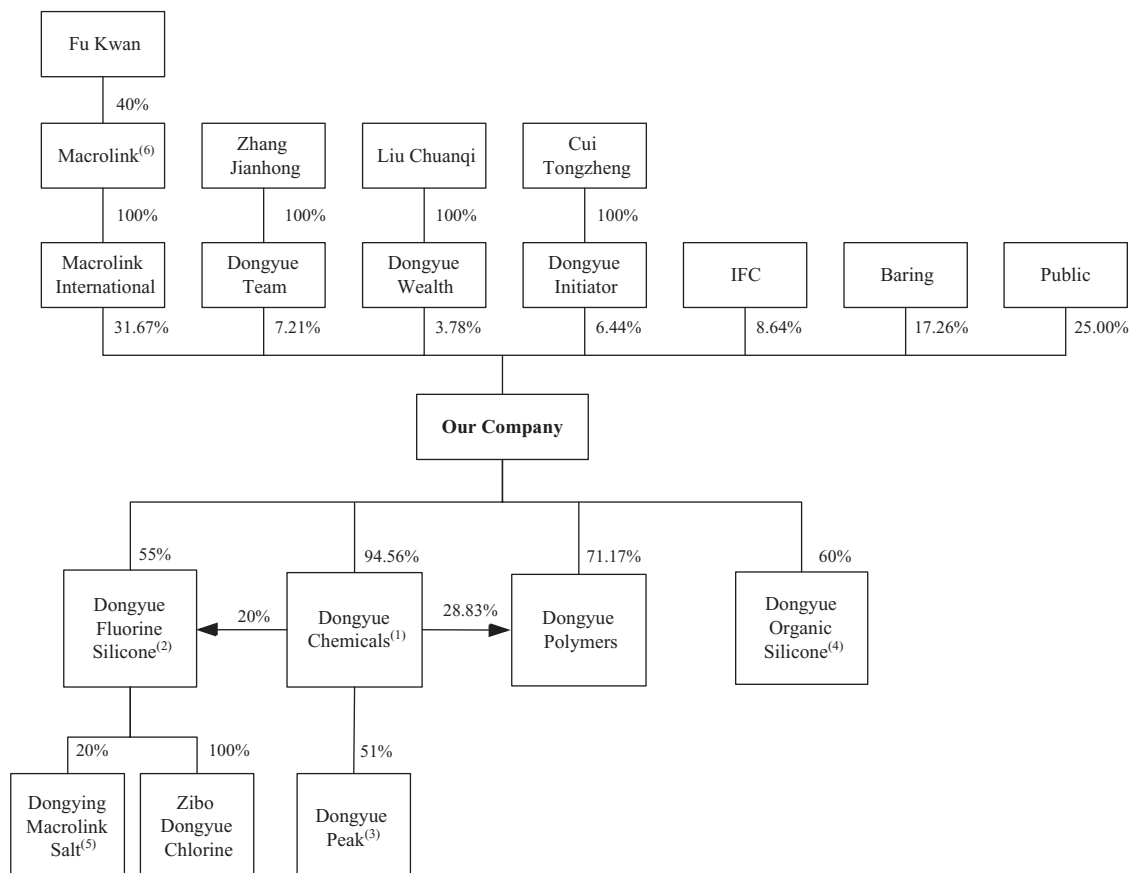 Fu Kwan
40%
Macrolink(6)
Zhang
Jianhong
Liu Chuanqi
Cui
Tongzheng
100%
100%
100%
100%
Macrolink
International
Dongyue
Team
Dongyue
Wealth
Dongyue
Initiator
IFC
Baring
Public
31.67%
7.21%
3.78%
6.44%
8.64%
17.26%
25.00%
Our Company
55%
94.56%
71.17%
60%
Dongyue
Fluorine
Silicone(2)
20%
Dongyue
Chemicals(1)
28.83%
Dongyue
Polymers
Dongyue
Organic
Silicone(4)
20%
100%
51%
Dongying
Macrolink
Salt(5)
Zibo
Dongyue
Chlorine
Dongyue
Peak(3)